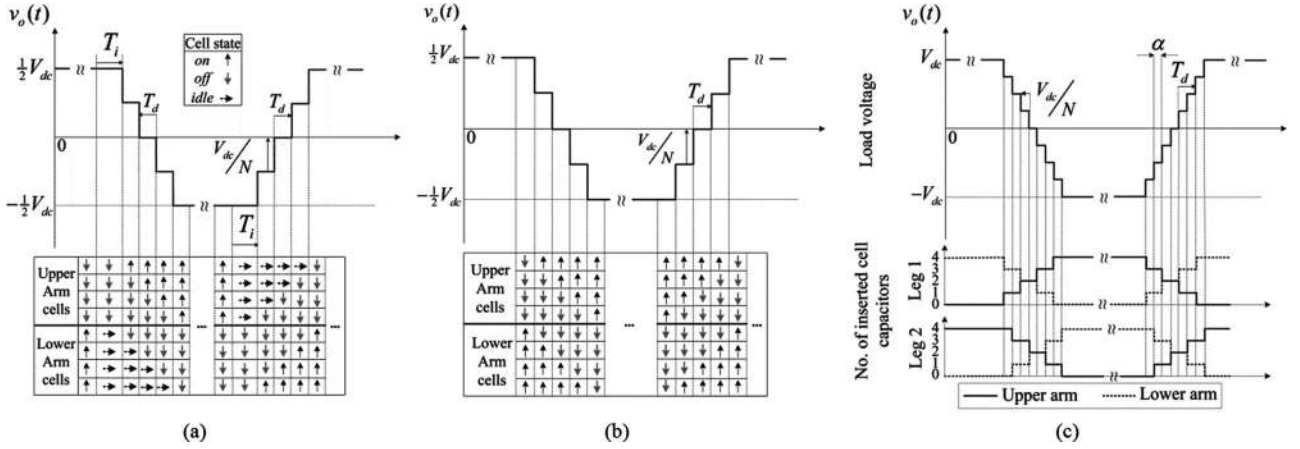 v_o(t)
½V_dc
T_i
Cell state
on ↑
off ↓
idle ⇢
T_d
T_d
0
V_dc/N
-½V_dc
T_i
Upper
Arm
cells
Lower
Arm
cells
...
...
(a)
v_o(t)
½V_dc
T_d
0
V_dc/N
-½V_dc
Upper
Arm
cells
Lower
Arm
cells
...
...
(b)
v_o(t)
V_dc
α
T_d
V_dc/N
0
-V_dc
Load voltage
No. of inserted cell
capacitors
Leg 1
4
3
2
1
0
Leg 2
4
3
2
1
0
Upper arm
Lower arm
(c)